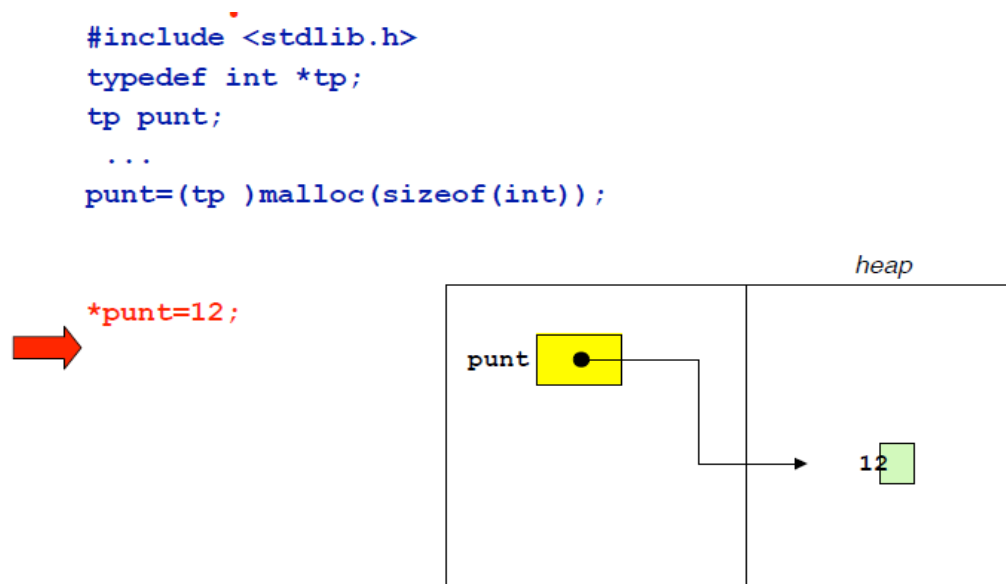 #include <stdlib.h>
typedef int *tp;
tp punt;
...
punt=(tp )malloc(sizeof(int));
heap
*punt=12;
punt
12